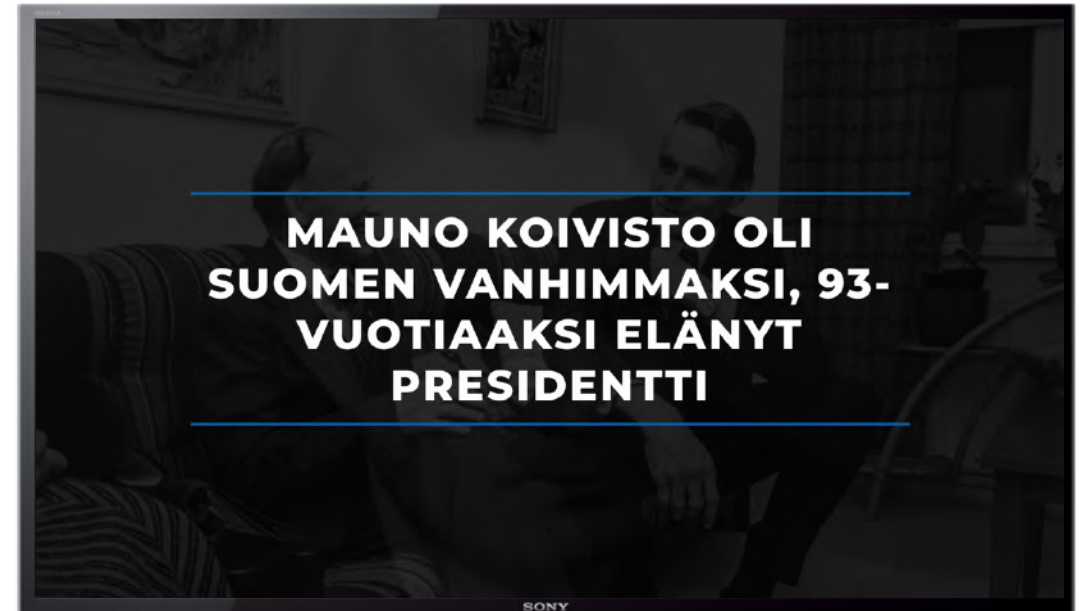 MAUNO KOIVISTO OLI
SUOMEN VANHIMMAKSI, 93-
VUOTIAAKSI ELÄNYT
PRESIDENTTI
SONY